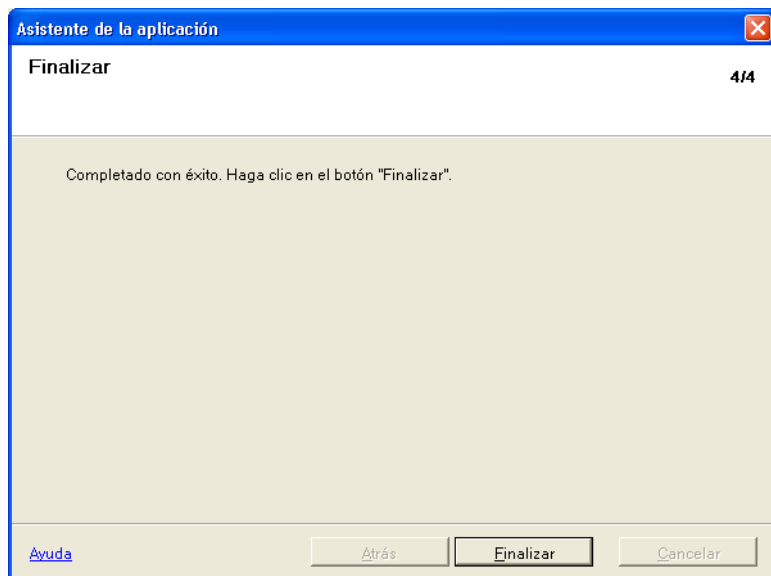 Asistente de la aplicación
Finalizar
4/4
Completado con éxito. Haga clic en el botón "Finalizar".
Ayuda
Atrás
Finalizar
Cancelar